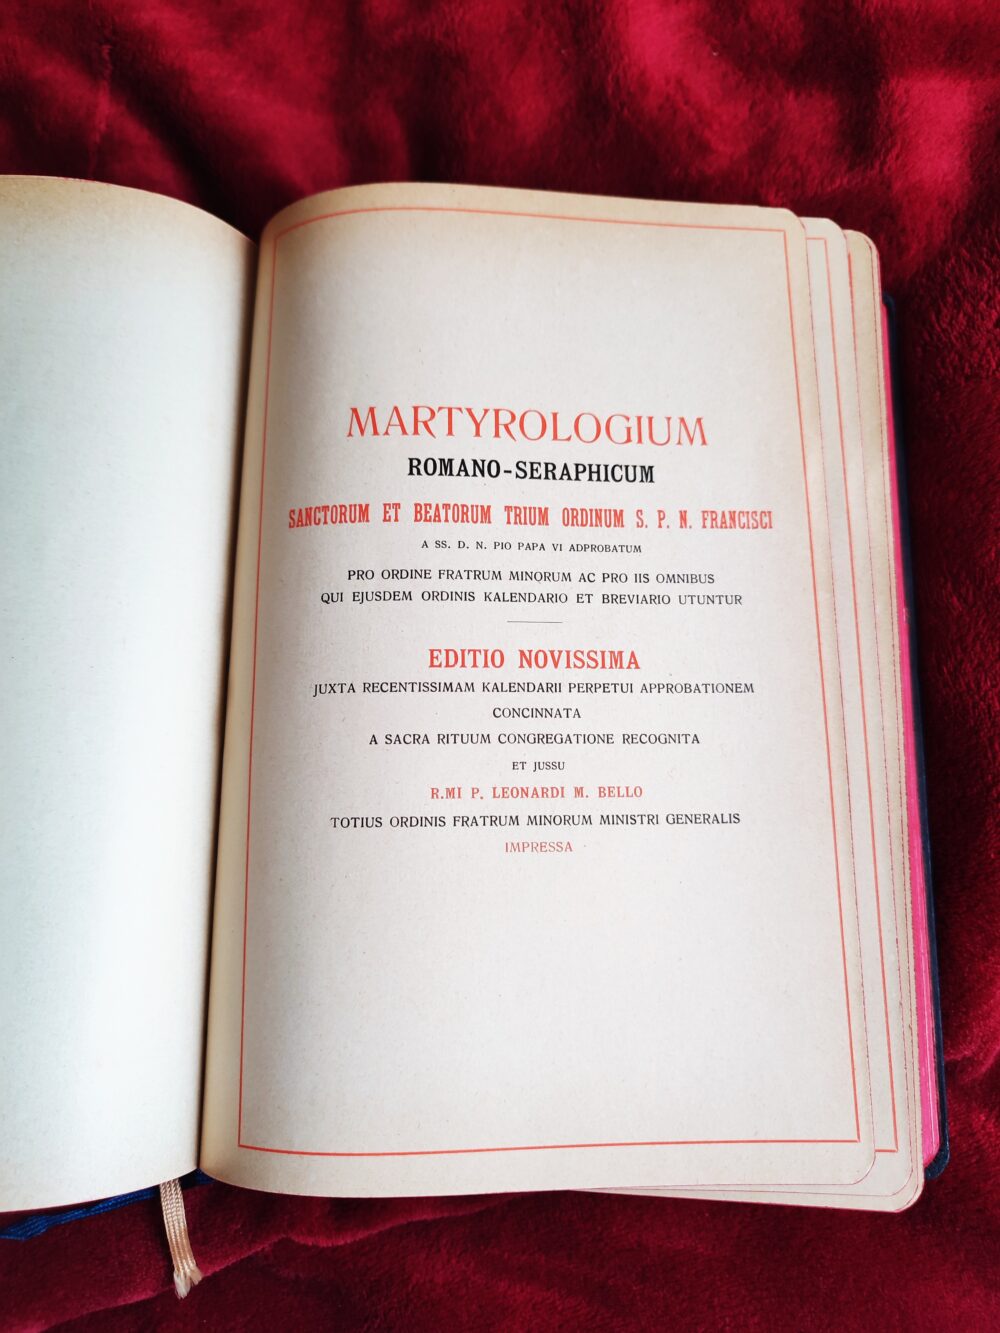 MARTYROLOGIUM
ROMANO-SERAPHICUM
SANCTORUM ET BEATORUM TRIUM ORDINUM S. P. N. FRANCISCI
A SS. D. N. PIO PAPA VI ADPROBATUM
PRO ORDINE FRATRUM MINORUM AC PRO IIS OMNIBUS
QUI EJUSDEM ORDINIS KALENDARIO ET BREVIARIO UTUNTUR
EDITIO NOVISSIMA
JUXTA RECENTISSIMAM KALENDARII PERPETUI APPROBATIONEM
CONCINNATA
A SACRA RITUUM CONGREGATIONE RECOGNITA
ET JUSSU
R.MI P. LEONARDI M. BELLO
TOTIUS ORDINIS FRATRUM MINORUM MINISTRI GENERALIS
IMPRESSA